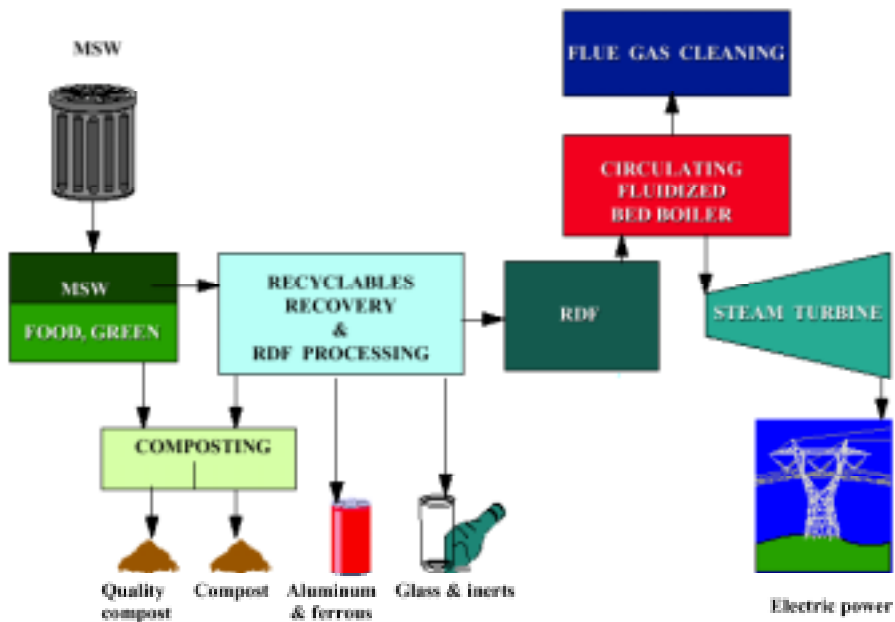 MSW
FLUE GAS CLEANING
CIRCULATING
FLUIDIZED
BED BOILER
MSW
FOOD, GREEN
RECYCLABLES
RECOVERY
&
RDF PROCESSING
RDF
STEAM TURBINE
COMPOSTING
Quality
compost
Compost
Aluminum
& ferrous
Glass & inerts
Electric power